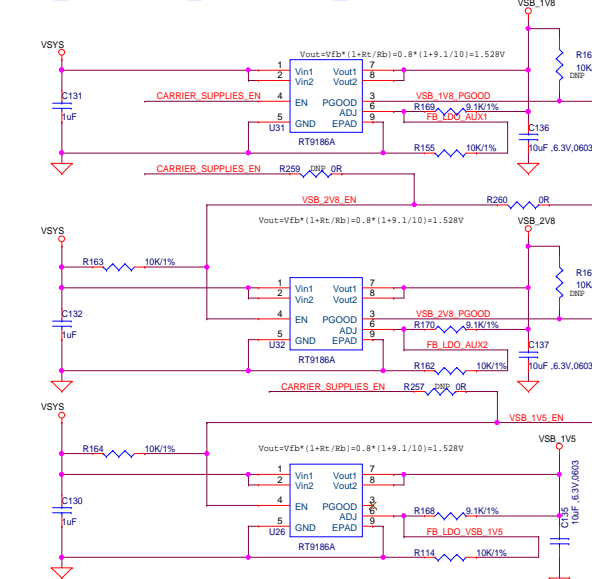 VSB_1V8
VSYS
Vout=Vfb*(1+Rt/Rb)=0.8*(1+9.1/10)=1.528V
R16
10K
DNP
1 Vin1 Vout1 7
2 Vin2 Vout2 8
CARRIER_SUPPLIES_EN 4 EN PGOOD 3 VSB_1V8_PGOOD
ADJ 6 R169 9.1K/1%
5 GND EPAD 9 FB_LDO_AUX1
C131
1uF
U31
RT9186A
R155 10K/1%
C136
10uF ,6.3V,0603
CARRIER_SUPPLIES_EN R259 DNP 0R
VSB_2V8_EN R260 0R
Vout=Vfb*(1+Rt/Rb)=0.8*(1+9.1/10)=1.528V
VSB_2V8
VSYS
R163 10K/1%
R16
10K
DNP
1 Vin1 Vout1 7
2 Vin2 Vout2 8
4 EN PGOOD 3 VSB_2V8_PGOOD
ADJ 6 R170 9.1K/1%
5 GND EPAD 9 FB_LDO_AUX2
C132
1uF
U32
RT9186A
R162 10K/1%
C137
10uF ,6.3V,0603
CARRIER_SUPPLIES_EN R257 DNP 0R
VSYS
VSB_1V5_EN
R164 10K/1%
Vout=Vfb*(1+Rt/Rb)=0.8*(1+9.1/10)=1.528V
VSB_1V5
1 Vin1 Vout1 7
2 Vin2 Vout2 8
4 EN PGOOD 3
ADJ 6 R168 9.1K/1%
5 GND EPAD 9 FB_LDO_VSB_1V5
C130
1uF
U26
RT9186A
R114 10K/1%
C135
10uF ,6.3V,0603